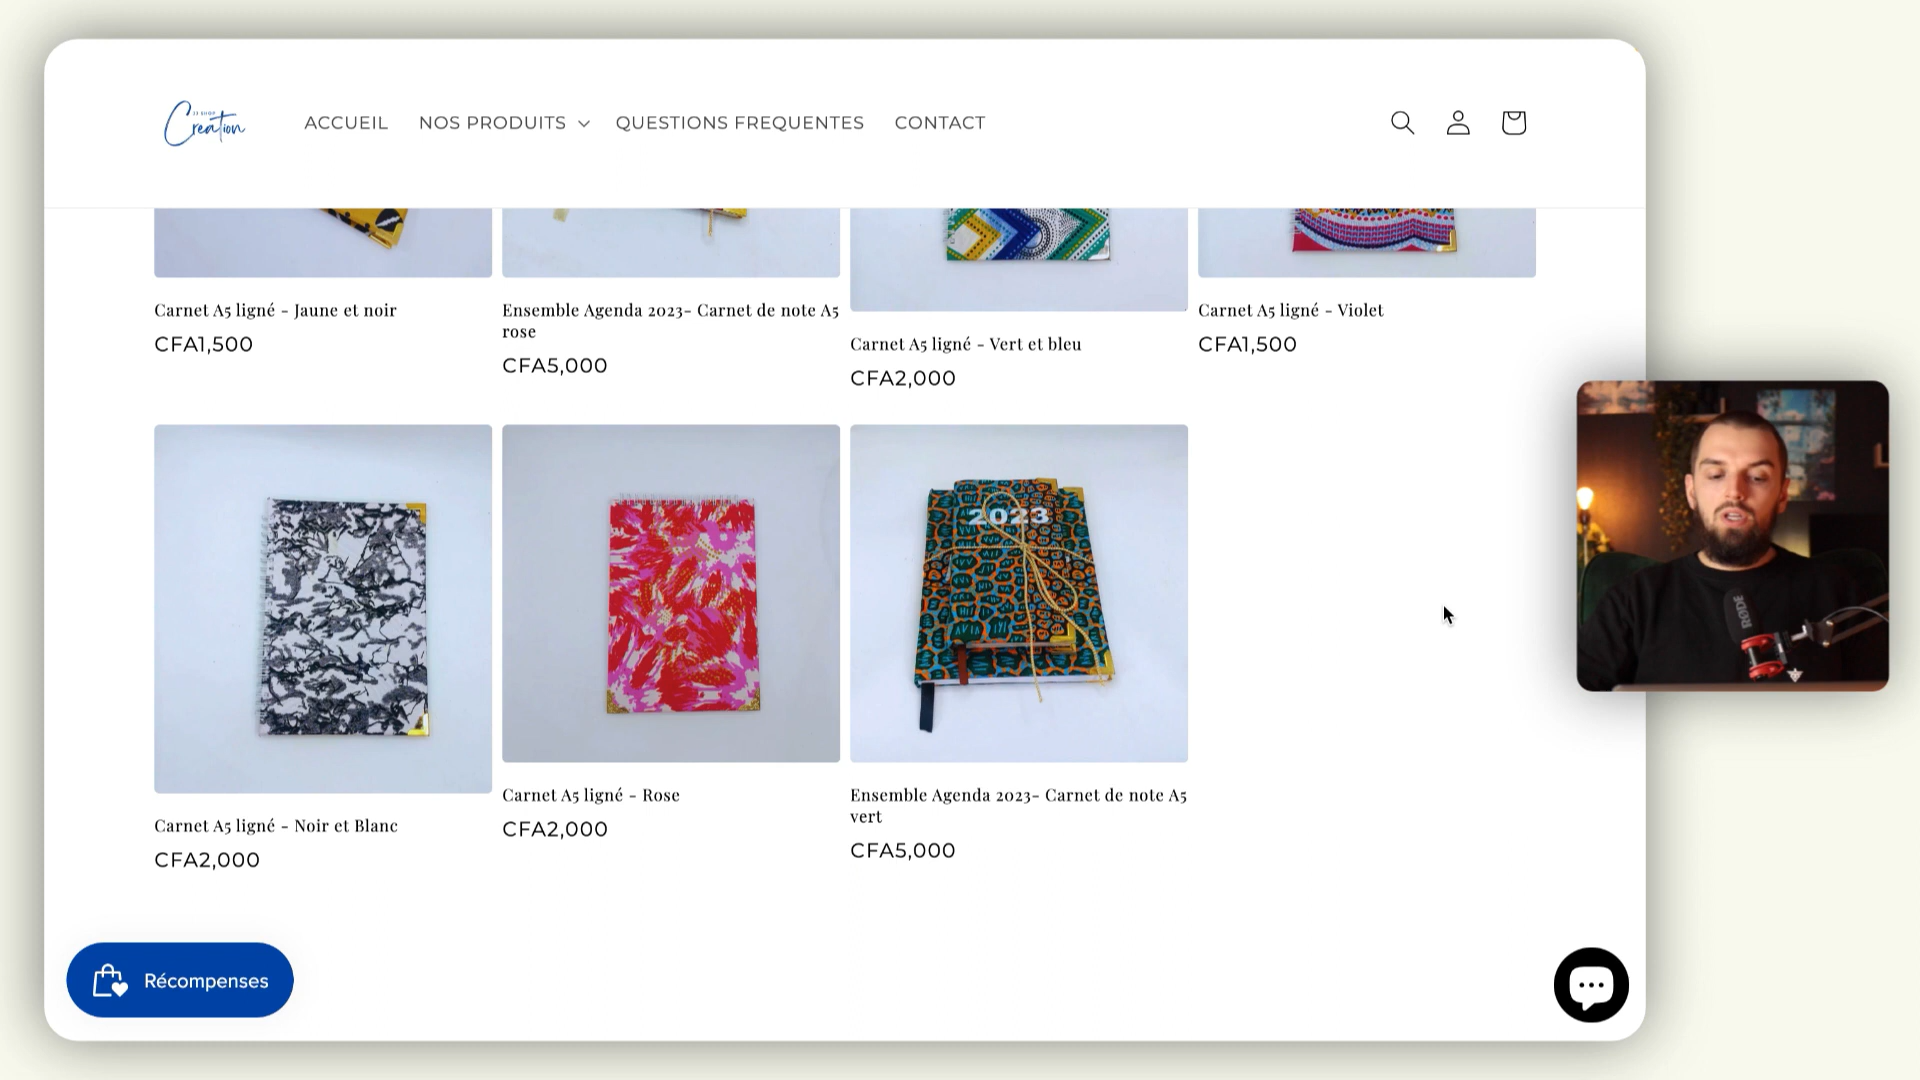 Creation
ACCUEIL
NOS PRODUITS
QUESTIONS FREQUENTES
CONTACT
Carnet A5 ligné - Jaune et noir
CFA1,500
Ensemble Agenda 2023- Carnet de note A5
rose
CFA5,000
Carnet A5 ligné - Vert et bleu
CFA2,000
Carnet A5 ligné - Violet
CFA1,500
2023
RØDE
Carnet A5 ligné - Noir et Blanc
CFA2,000
Carnet A5 ligné - Rose
CFA2,000
Ensemble Agenda 2023- Carnet de note A5
vert
CFA5,000
Récompenses